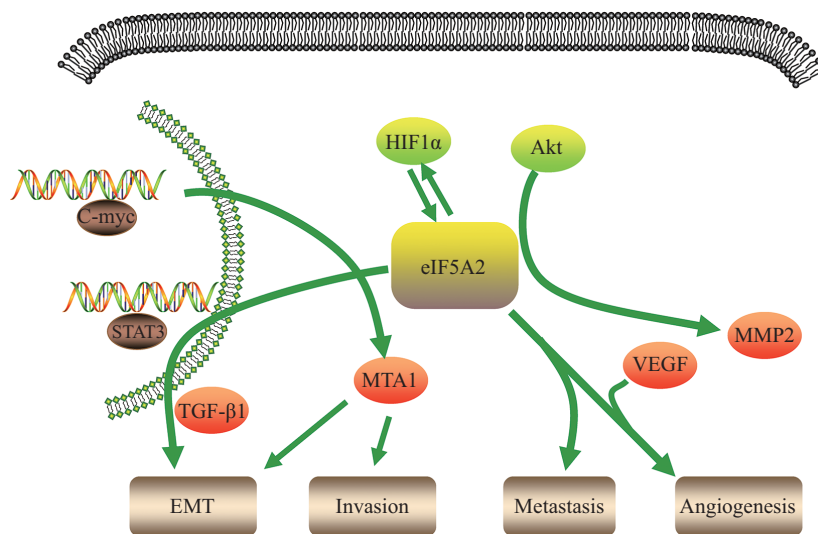 HIF1α
Akt
C-myc
eIF5A2
STAT3
MMP2
VEGF
MTA1
TGF-β1
EMT
Invasion
Metastasis
Angiogenesis